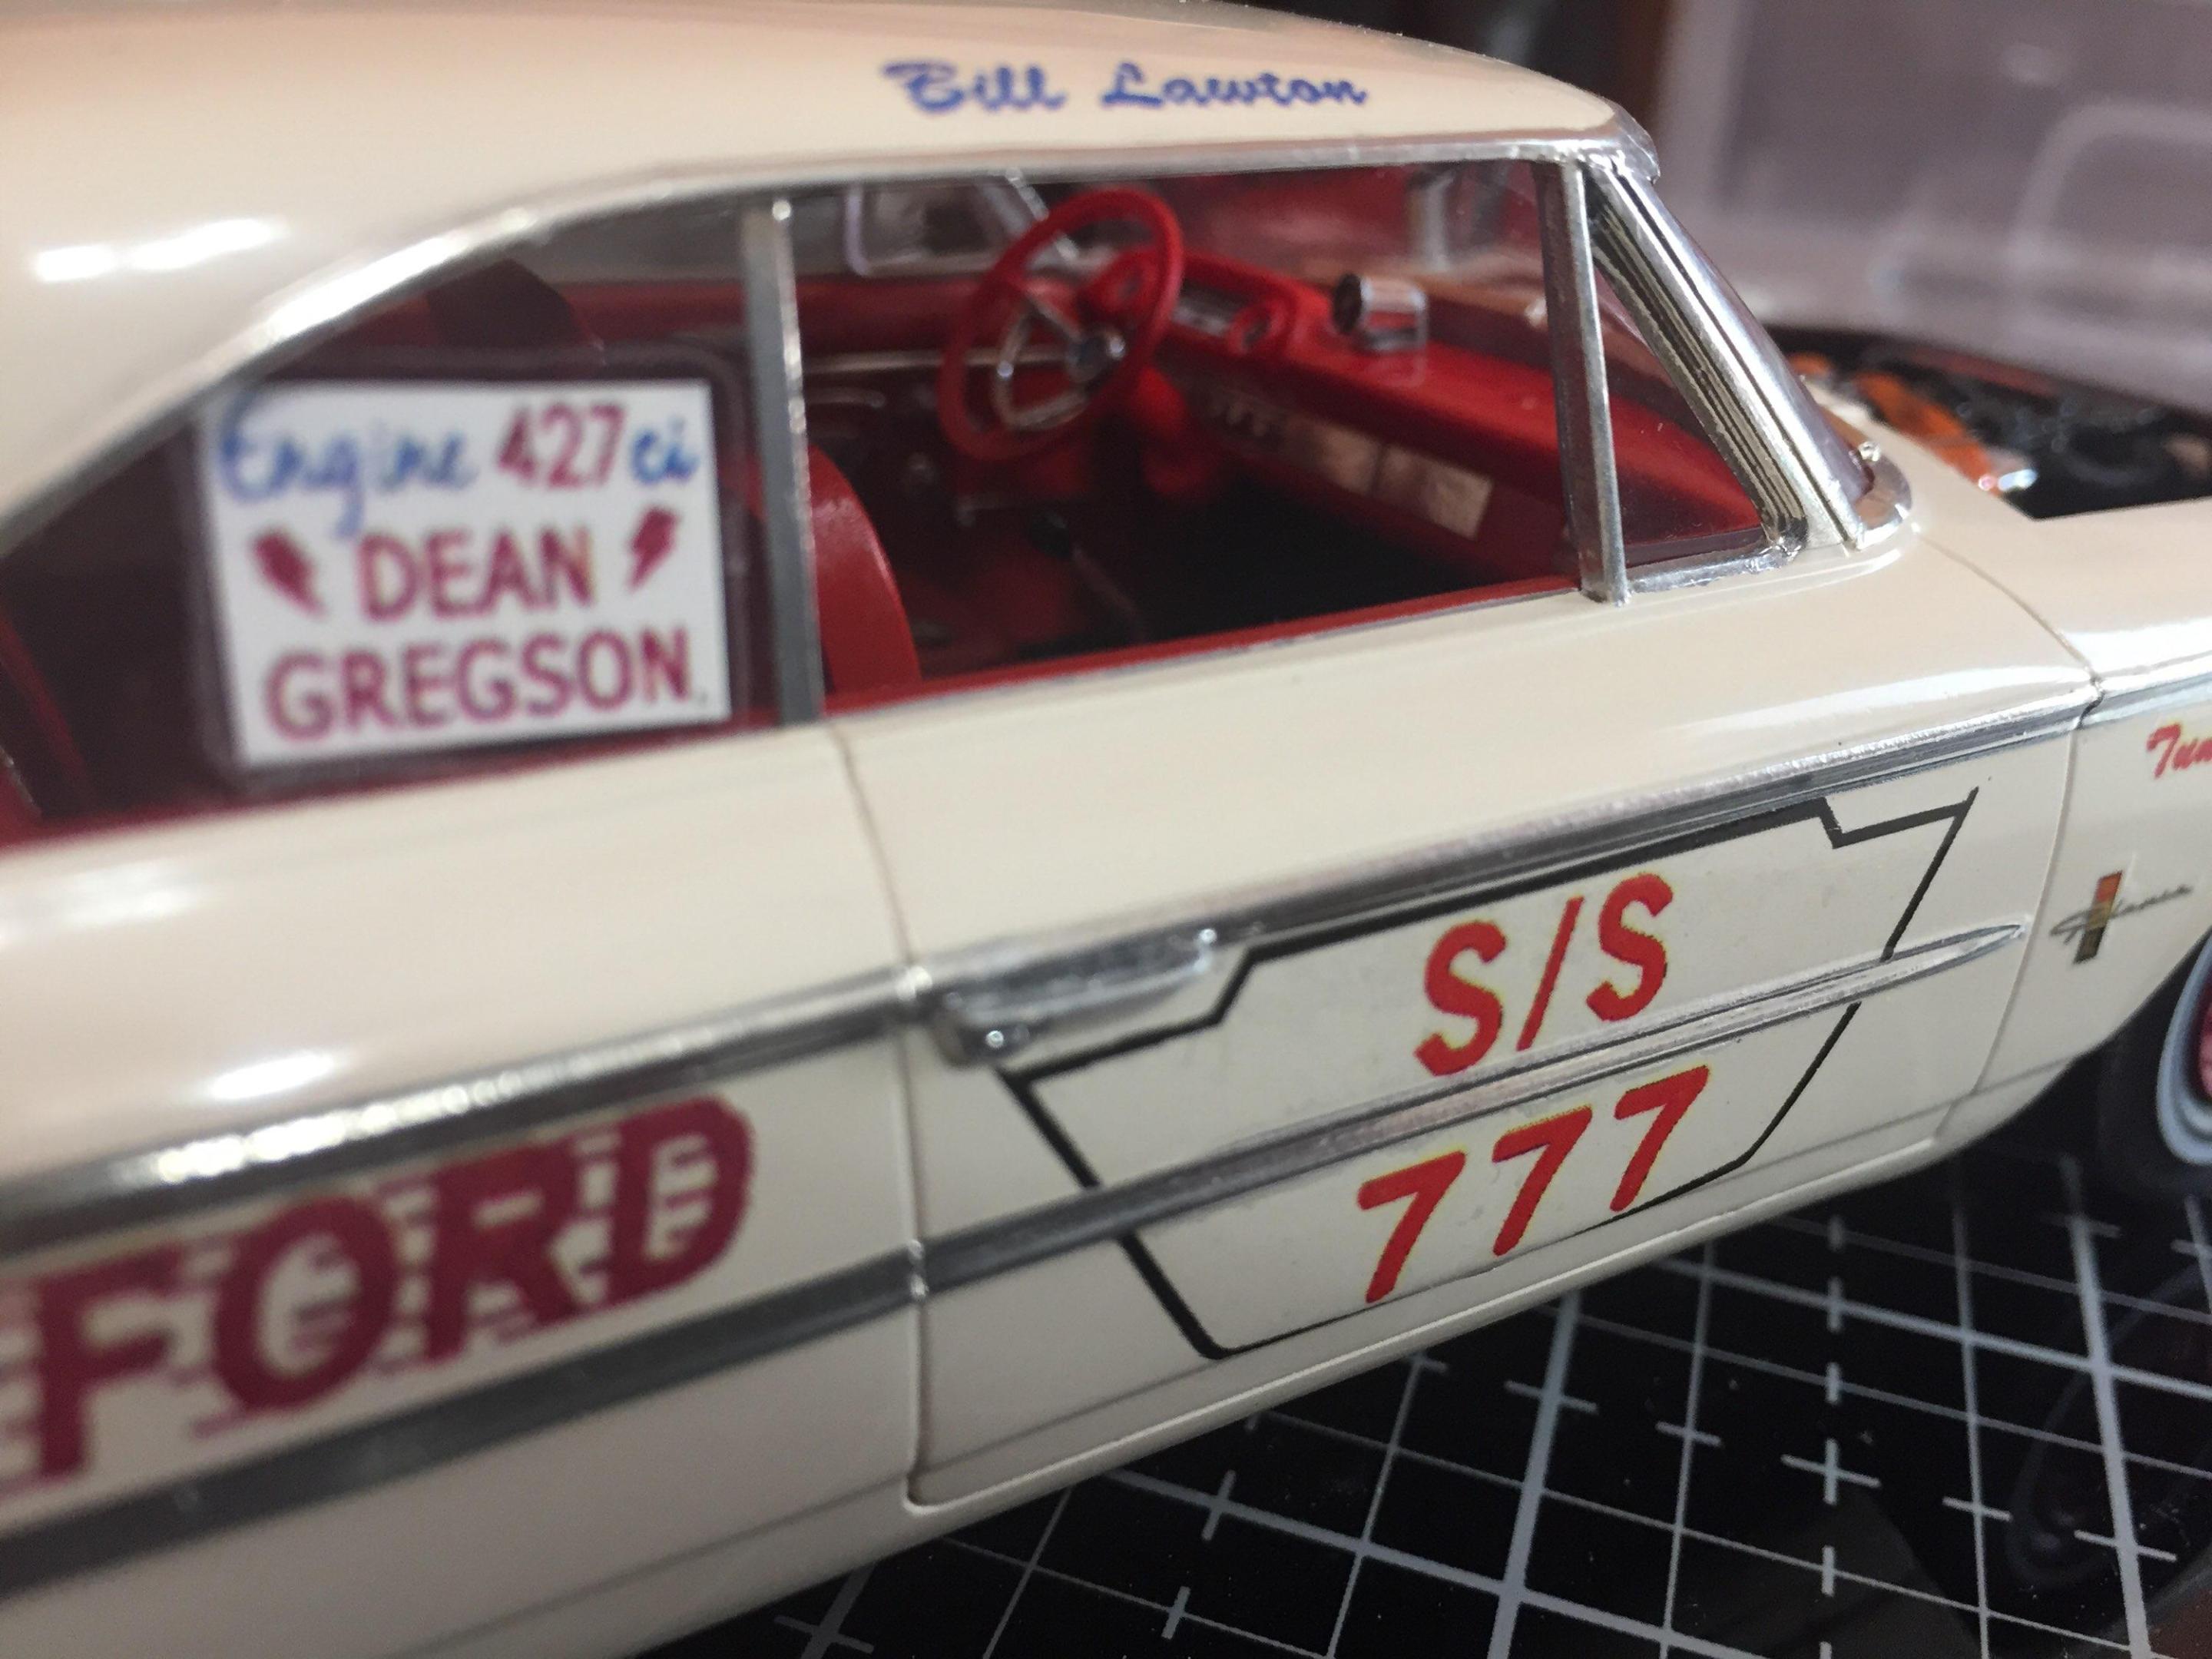 Bill Lawton
Engine 427 ci
DEAN
GREGSON.
S/S
777
FORD